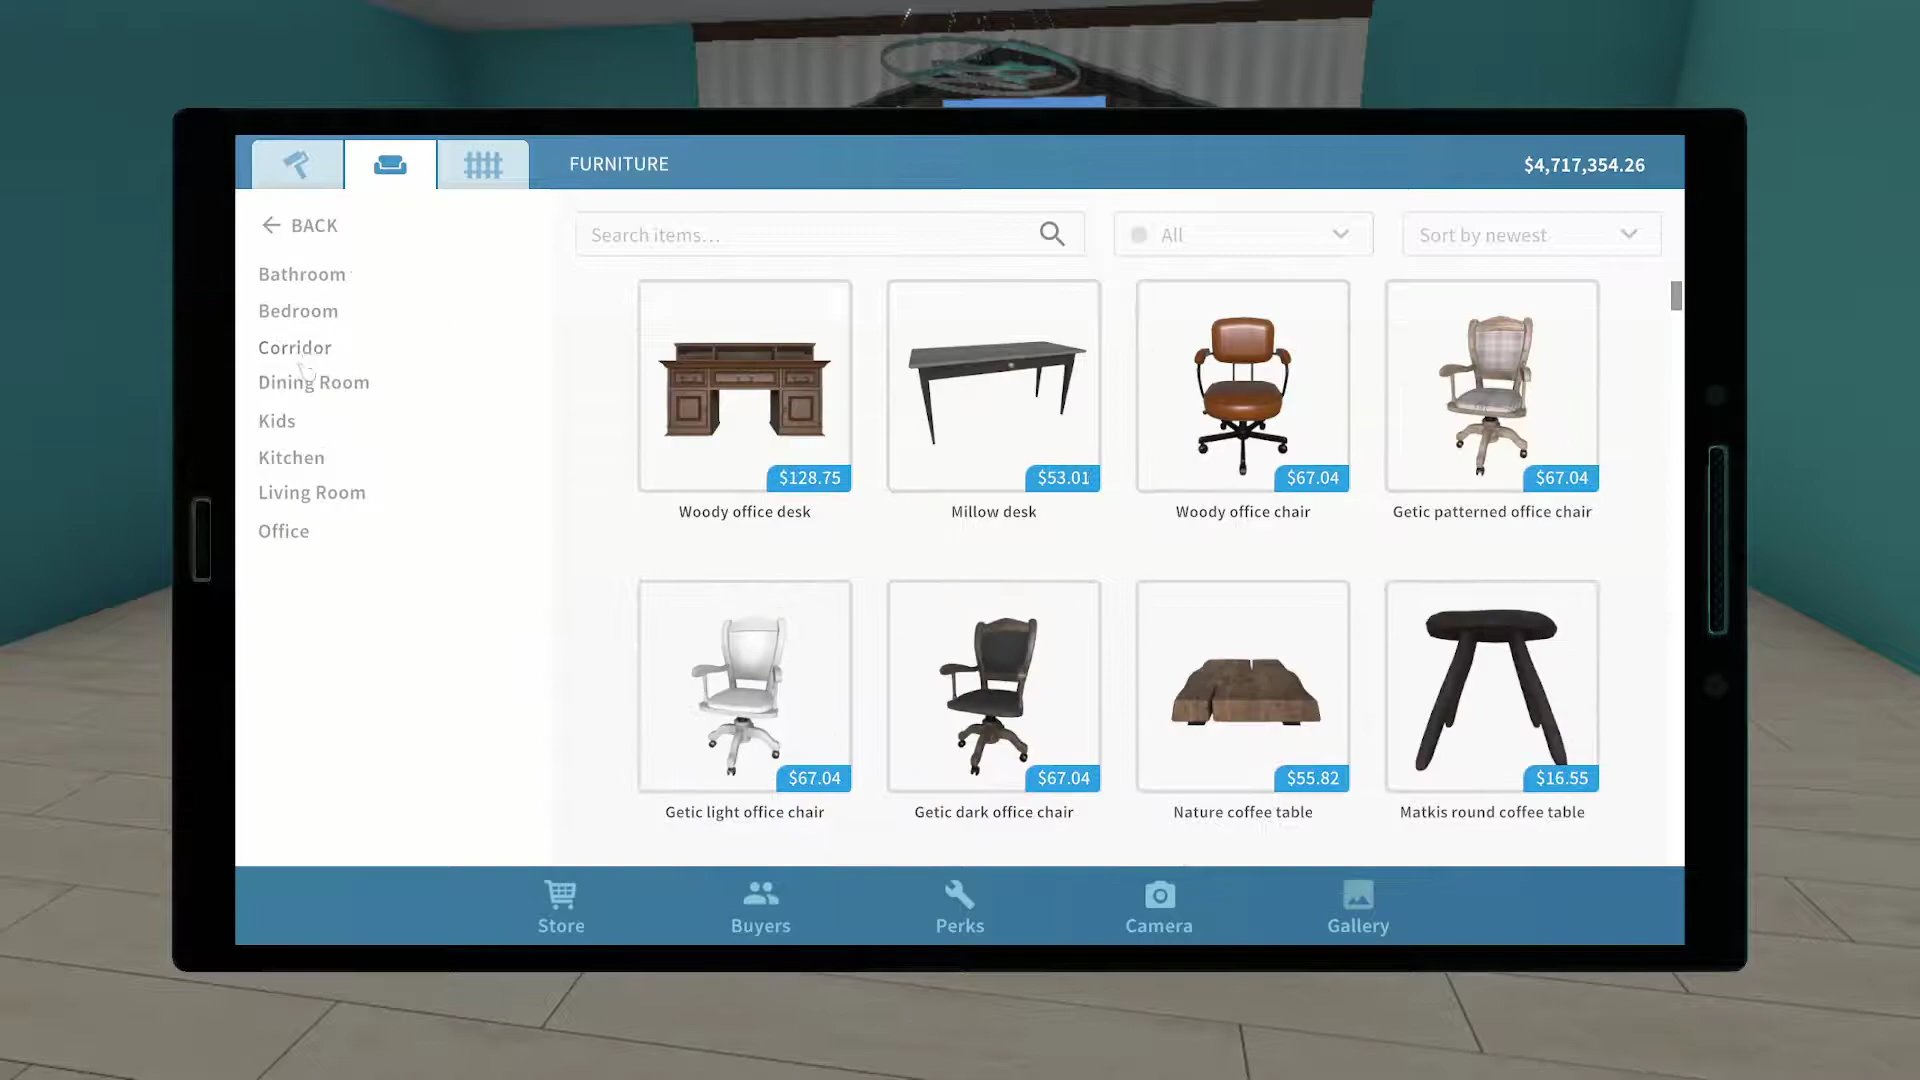 FURNITURE
$4,717,354.26
BACK
Bathroom
Bedroom
Corridor
Dining Room
Kids
Kitchen
Living Room
Office
Search items...
All
Sort by newest
$128.75
$53.01
$67.04
$67.04
Woody office desk
Millow desk
Woody office chair
Getic patterned office chair
$67.04
$67.04
$55.82
$16.55
Getic light office chair
Getic dark office chair
Nature coffee table
Matkis round coffee table
Store
Buyers
Perks
Camera
Gallery